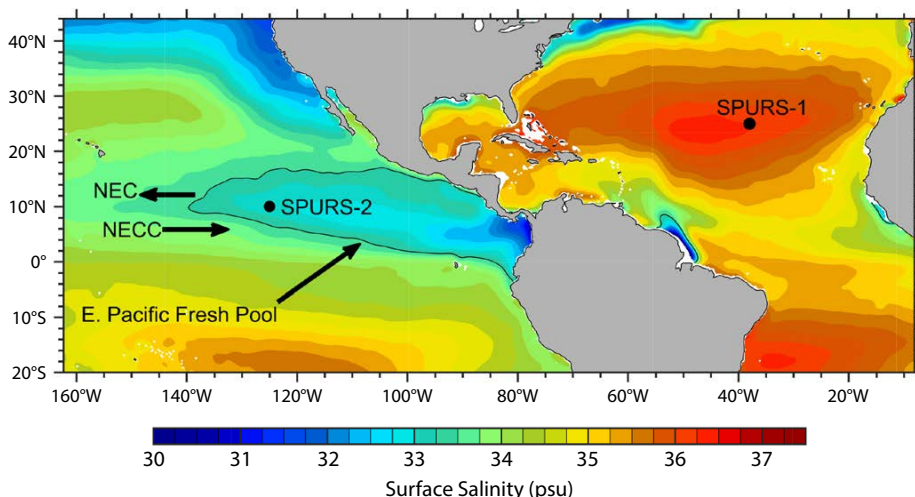 40°N
30°N
20°N
10°N
0°
10°S
20°S
SPURS-1
NEC
SPURS-2
NECC
E. Pacific Fresh Pool
160°W 140°W 120°W 100°W 80°W 60°W 40°W 20°W
30 31 32 33 34 35 36 37
Surface Salinity (psu)